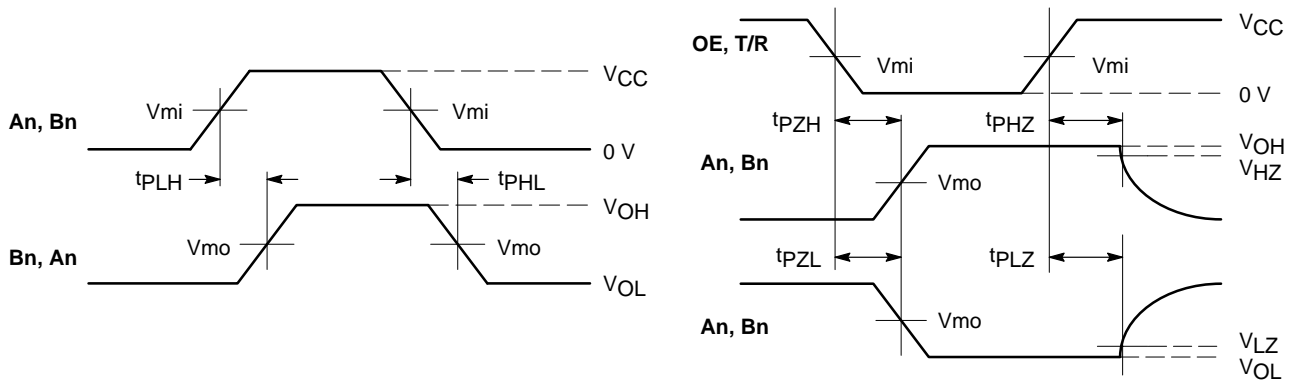 An, Bn
Vmi
Vmi
VCC
0 V
tPLH
tPHL
Bn, An
Vmo
Vmo
VOH
VOL
OE, T/R
Vmi
Vmi
VCC
0 V
tPZH
tPHZ
An, Bn
Vmo
VOH
VHZ
tPZL
tPLZ
An, Bn
Vmo
VLZ
VOL